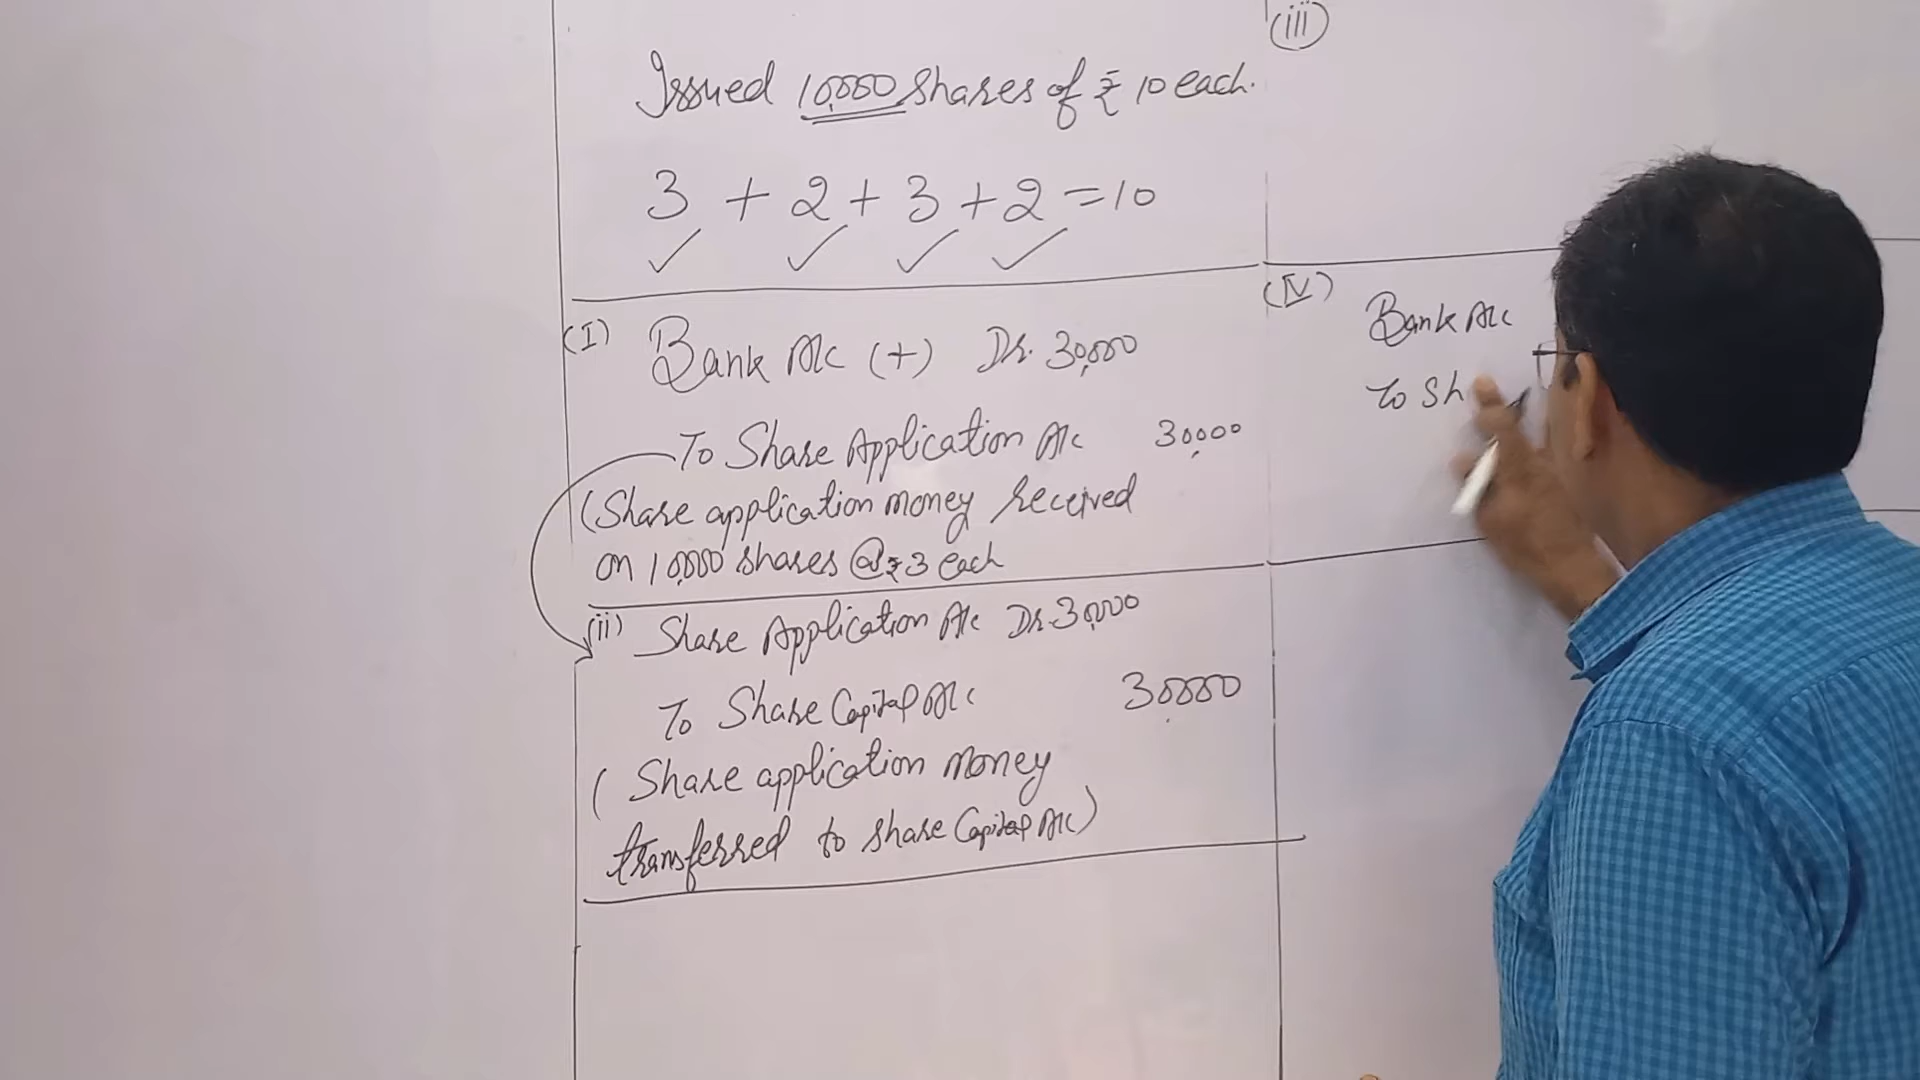 Issued 10,000 shares of ₹ 10 each.
3 + 2 + 3 + 2 = 10
(I) Bank A/c (+) Dr. 30,000
To Share Application A/c 30,000
(Share application money received
on 10,000 shares @ ₹3 each
(ii) Share Application A/c Dr. 30,000
To Share Capital A/c 30,000
( Share application money
transferred to share Capital A/c)
(iii)
(IV) Bank A/c
To Sh